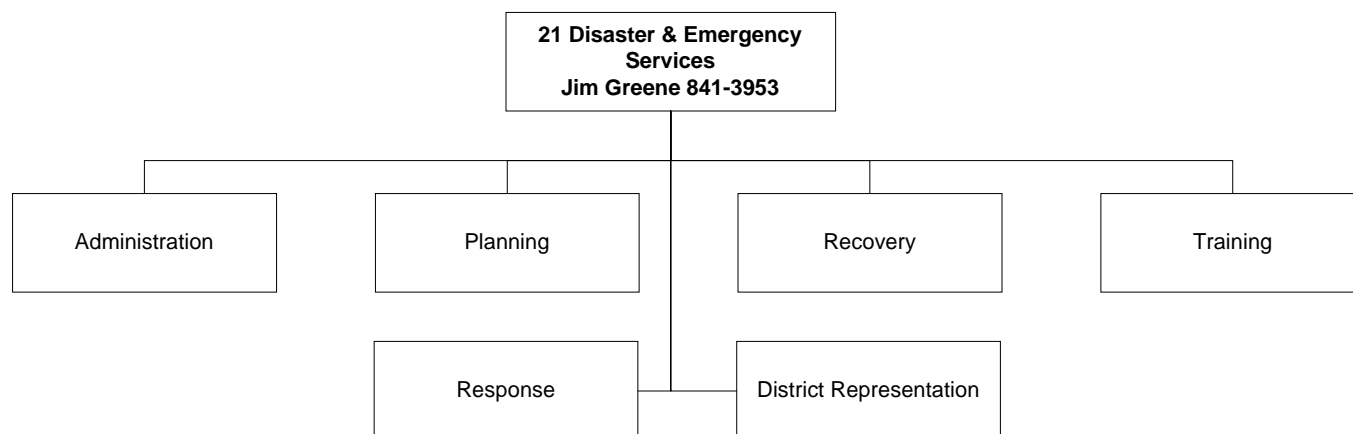 21 Disaster & Emergency
Services
Jim Greene 841-3953
Administration
Planning
Recovery
Training
Response
District Representation